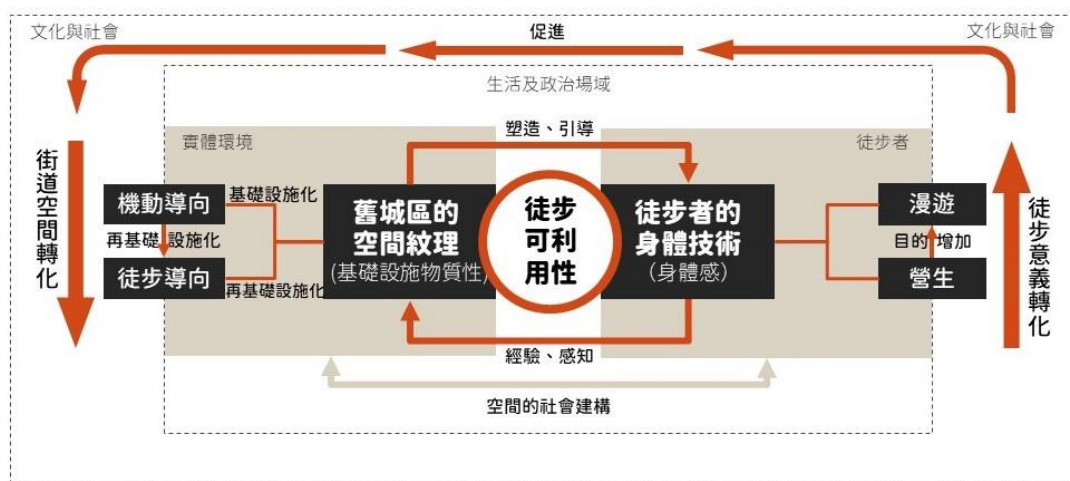 文化與社會
促進
文化與社會
生活及政治場域
塑造、引導
實體環境
徒步者
街道空間轉化
機動導向
基礎設施化
再基礎設施化
徒步導向
再基礎設施化
舊城區的
空間紋理
(基礎設施物質性)
徒步
可利
用性
徒步者的
身體技術
(身體感)
漫遊
目的增加
營生
徒步意義轉化
經驗、感知
空間的社會建構